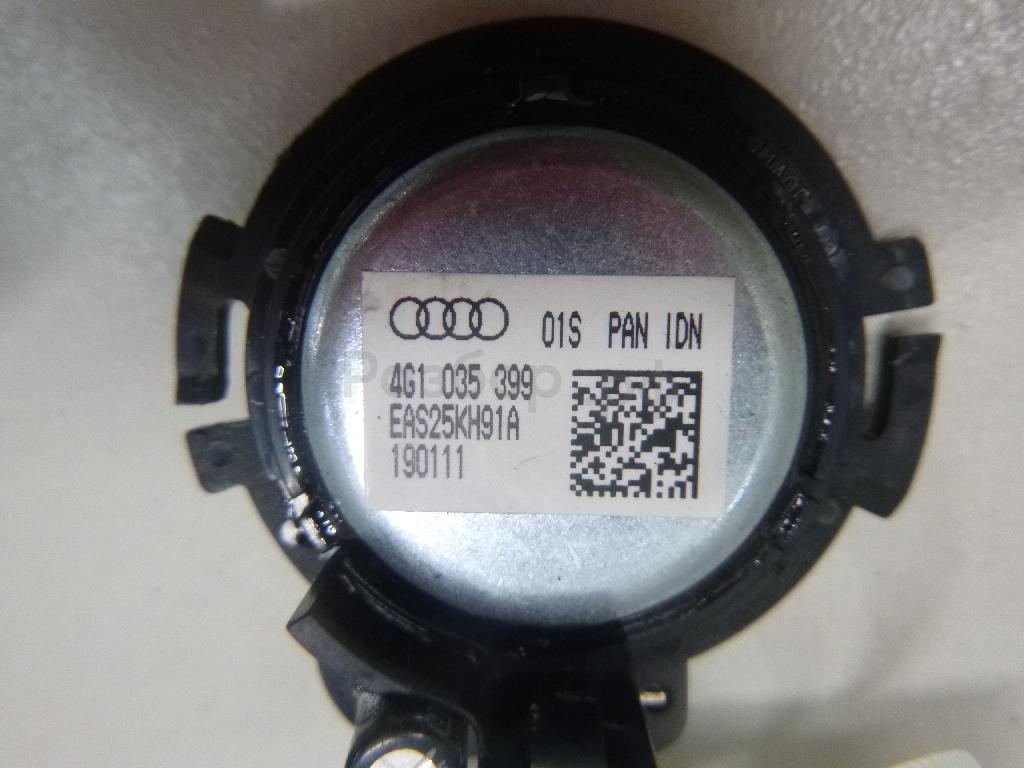 01S PAN IDN
4G1 035 399
EAS25KH91A
190111